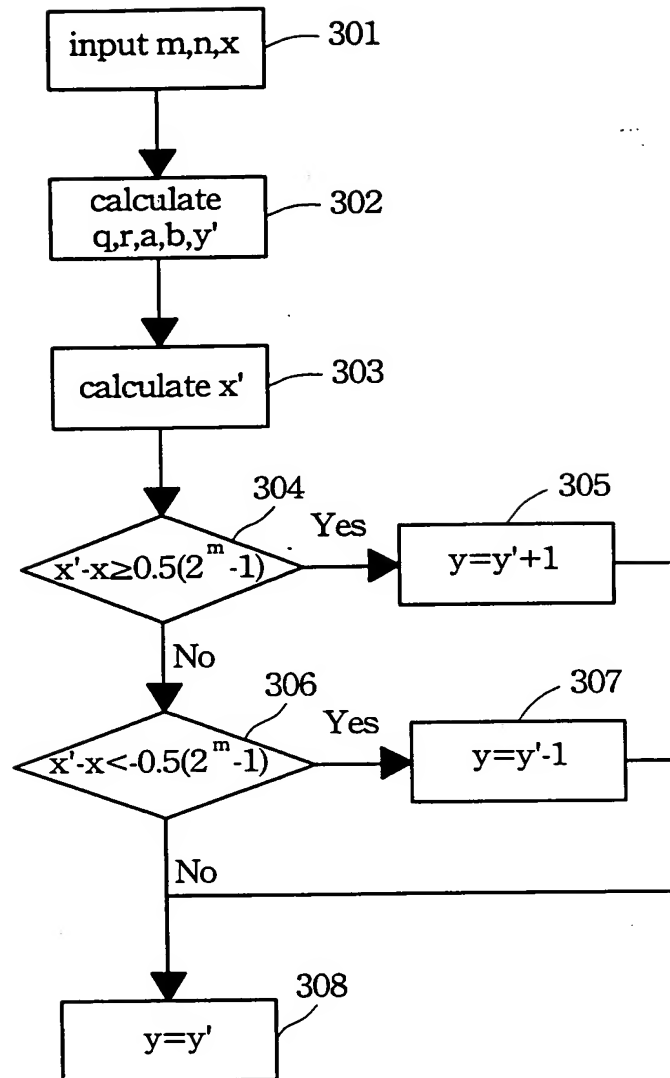 input m,n,x
301
calculate
q,r,a,b,y'
302
calculate x'
303
304
x'-x≥0.5(2^m-1)
Yes
305
y=y'+1
No
306
x'-x<-0.5(2^m-1)
Yes
307
y=y'-1
No
308
y=y'